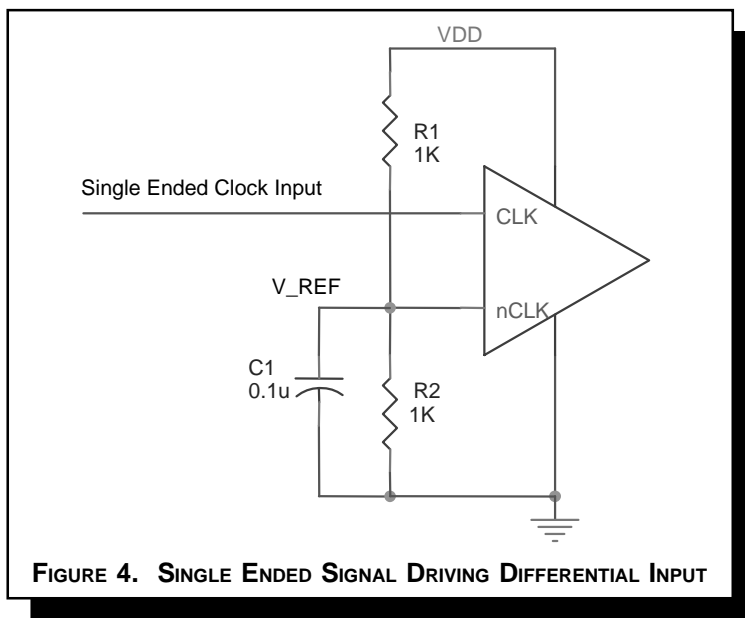 VDD
R1
1K
Single Ended Clock Input
CLK
V_REF
nCLK
C1
0.1u
R2
1K
FIGURE 4. SINGLE ENDED SIGNAL DRIVING DIFFERENTIAL INPUT